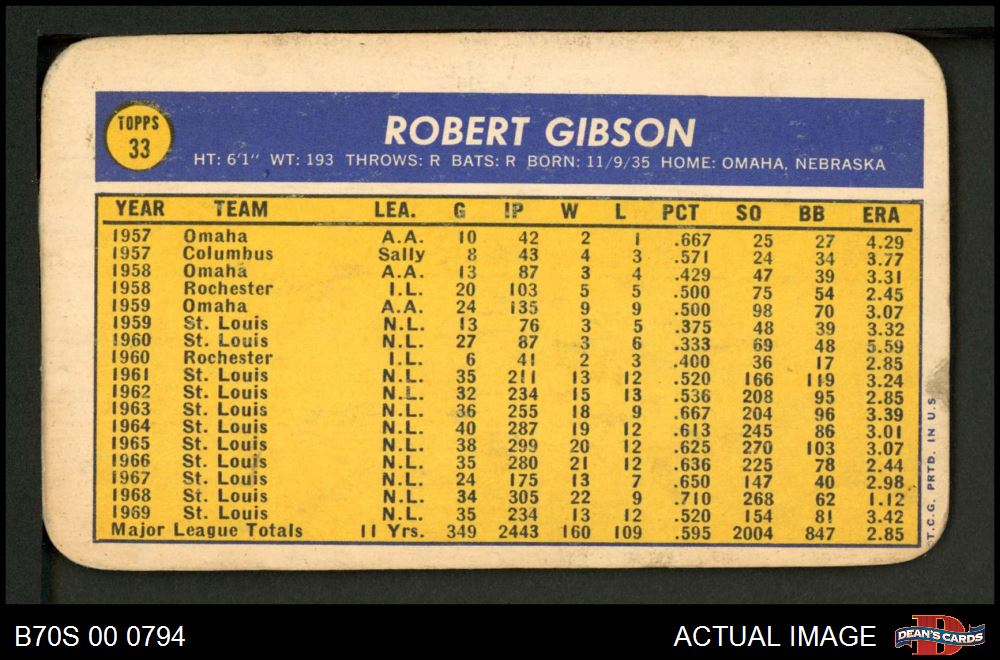 TOPPS
33
ROBERT GIBSON
HT: 6'1" WT: 193 THROWS: R BATS: R BORN: 11/9/35 HOME: OMAHA, NEBRASKA
YEAR TEAM LEA. G IP W L PCT SO BB ERA
1957 Omaha A.A. 10 42 2 1 .667 25 27 4.29
1957 Columbus Sally 8 43 4 3 .571 24 34 3.77
1958 Omaha A.A. 13 87 3 4 .429 47 39 3.31
1958 Rochester I.L. 20 103 5 5 .500 75 54 2.45
1959 Omaha A.A. 24 135 9 9 .500 98 70 3.07
1959 St. Louis N.L. 13 76 3 5 .375 48 39 3.32
1960 St. Louis N.L. 27 87 3 6 .333 69 48 5.59
1960 Rochester I.L. 6 41 2 3 .400 36 17 2.85
1961 St. Louis N.L. 35 211 13 12 .520 166 119 3.24
1962 St. Louis N.L. 32 234 15 13 .536 208 95 2.85
1963 St. Louis N.L. 36 255 18 9 .667 204 96 3.39
1964 St. Louis N.L. 40 287 19 12 .613 245 86 3.01
1965 St. Louis N.L. 38 299 20 12 .625 270 103 3.07
1966 St. Louis N.L. 35 280 21 12 .636 225 78 2.44
1967 St. Louis N.L. 24 175 13 7 .650 147 40 2.98
1968 St. Louis N.L. 34 305 22 9 .710 268 62 1.12
1969 St. Louis N.L. 35 234 13 12 .520 154 81 3.42
Major League Totals 11 Yrs. 349 2443 160 109 .595 2004 847 2.85
©T.C.G. PRTD. IN U.S.
B70S 00 0794
ACTUAL IMAGE
DEAN'S CARDS